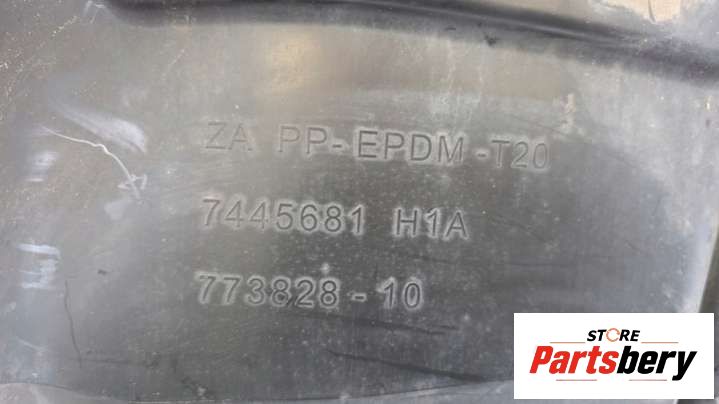 ZA PP-EPDM-T20
7445681 H1A
773828-10
STORE
Partsbery